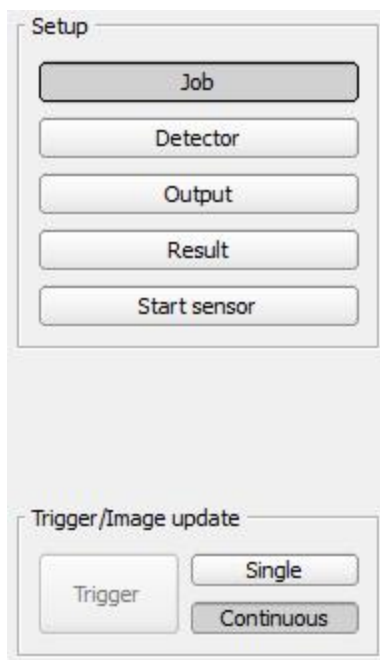 Setup
Job
Detector
Output
Result
Start sensor
Trigger/Image update
Trigger
Single
Continuous